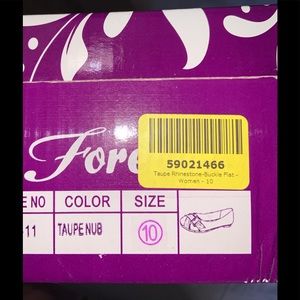 Fore
59021466
Taupe Rhinestone-Buckle Flat -
Women - 10
E NO COLOR SIZE
11 TAUPE NUB 10